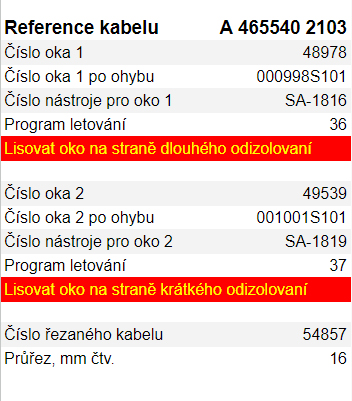 Reference kabelu A 465540 2103
Číslo oka 1 48978
Číslo oka 1 po ohybu 000998S101
Číslo nástroje pro oko 1 SA-1816
Program letování 36
Lisovat oko na straně dlouhého odizolovaní
Číslo oka 2 49539
Číslo oka 2 po ohybu 001001S101
Číslo nástroje pro oko 2 SA-1819
Program letování 37
Lisovat oko na straně krátkého odizolovaní
Číslo řezaného kabelu 54857
Průřez, mm čtv. 16